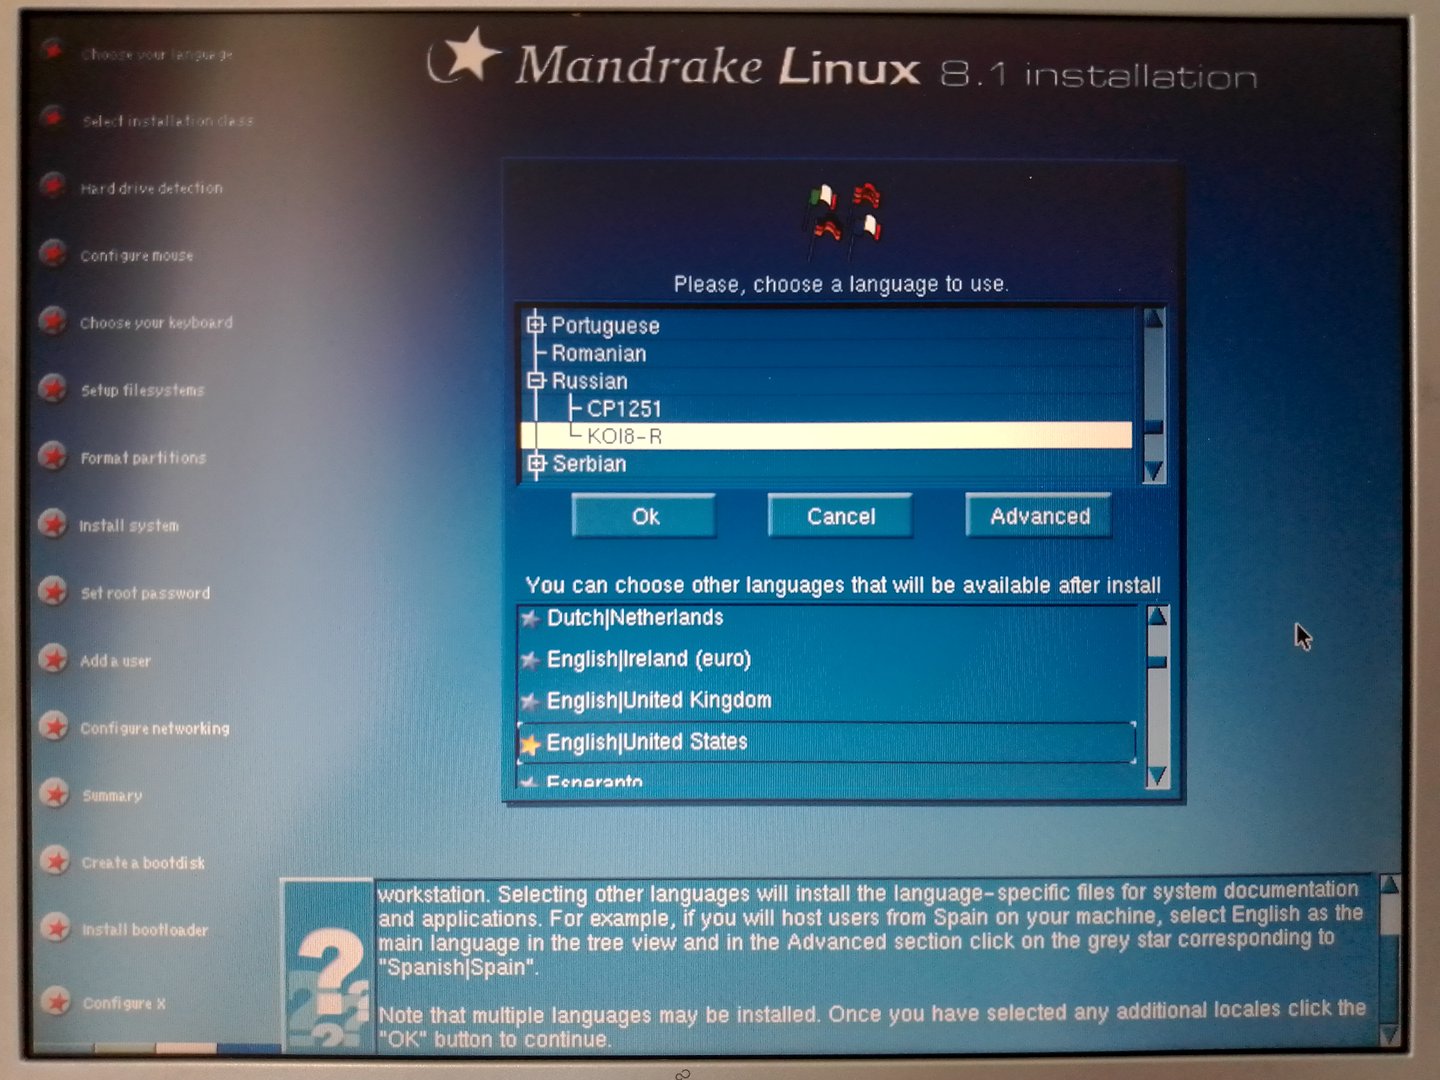 Mandrake Linux 8.1 installation
Choose your language
Select installation class
Hard drive detection
Configure mouse
Choose your keyboard
Setup filesystems
Format partitions
Install system
Set root password
Add a user
Configure networking
Summary
Create a bootdisk
Install bootloader
Configure X
Please, choose a language to use.
Portuguese
Romanian
Russian
CP1251
KOI8-R
Serbian
Ok Cancel Advanced
You can choose other languages that will be available after install
Dutch|Netherlands
English|Ireland (euro)
English|United Kingdom
English|United States
Esperanto
workstation. Selecting other languages will install the language-specific files for system documentation
and applications. For example, if you will host users from Spain on your machine, select English as the
main language in the tree view and in the Advanced section click on the grey star corresponding to
"Spanish|Spain".
Note that multiple languages may be installed. Once you have selected any additional locales click the
"OK" button to continue.